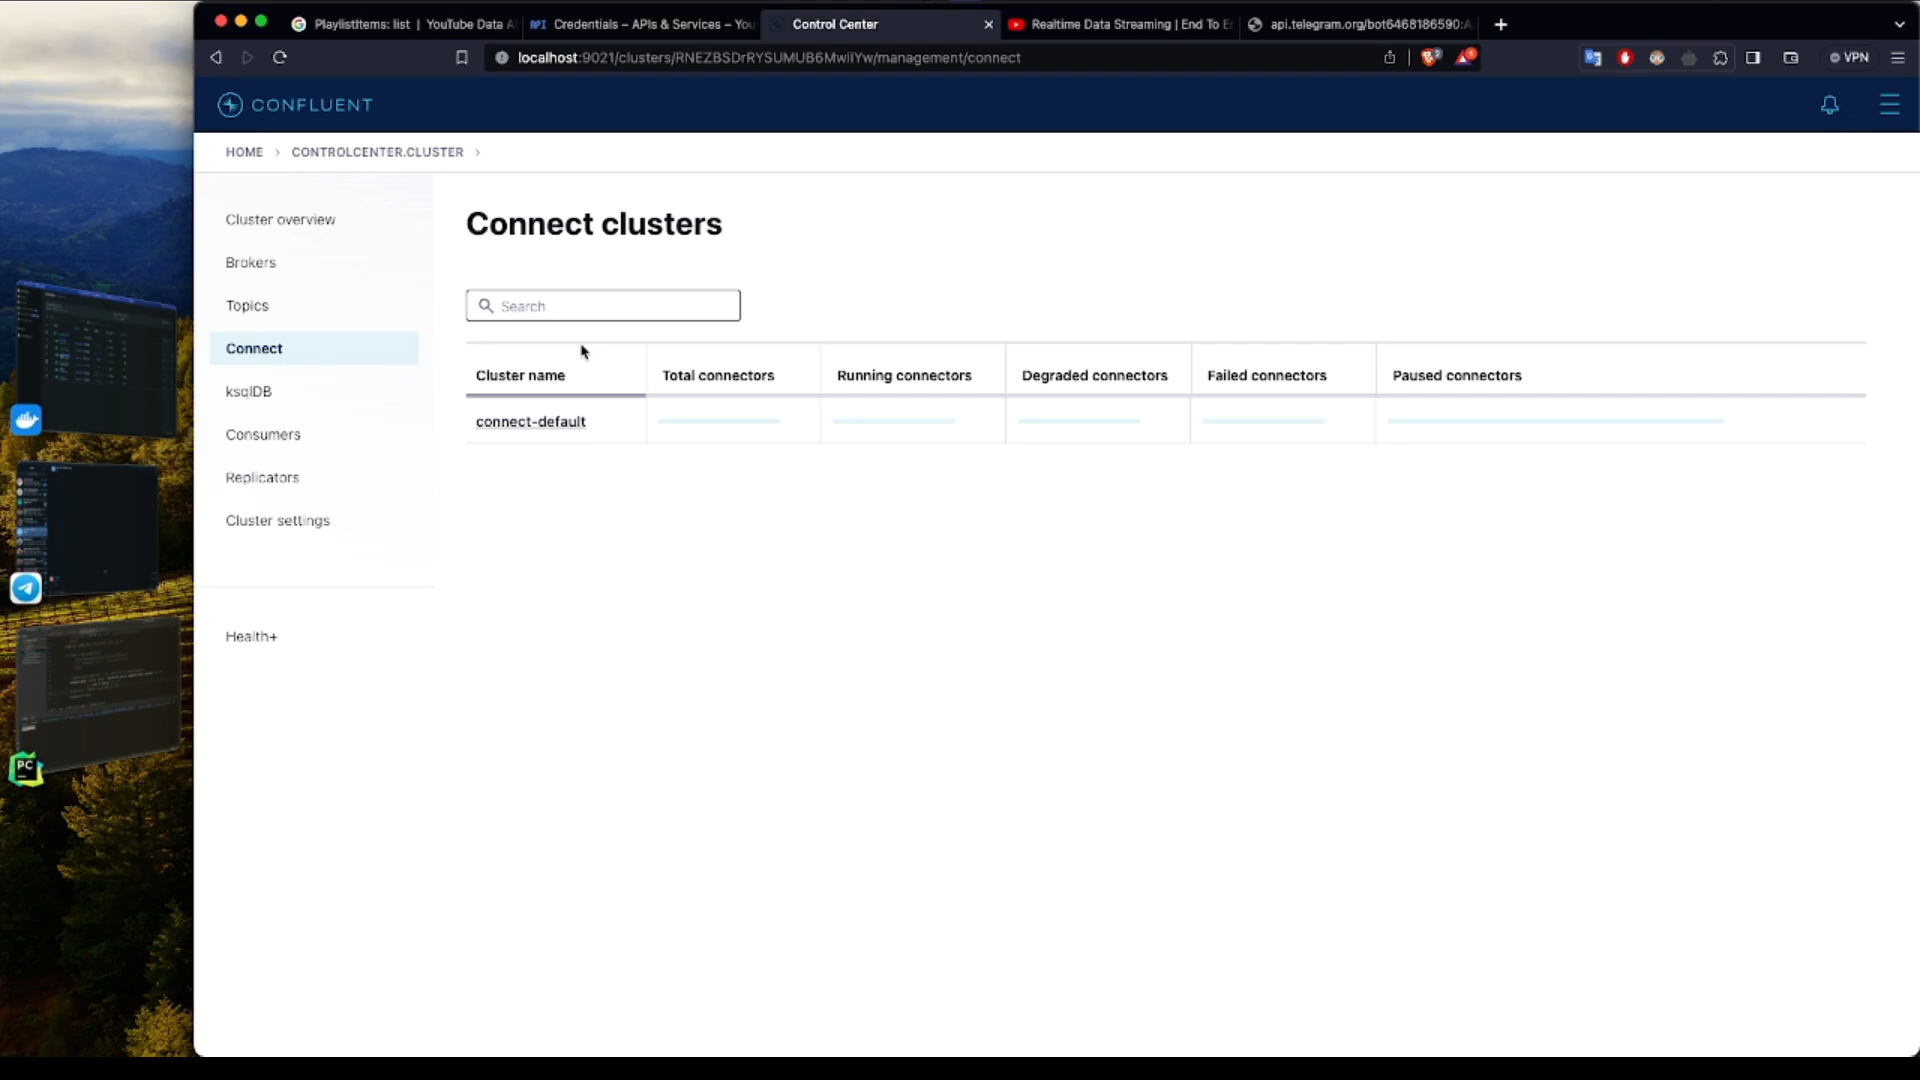 PlaylistItems: list | YouTube Data A
API Credentials – APIs & Services – You
Control Center
Realtime Data Streaming | End To E
api.telegram.org/bot6468186590:A
localhost:9021/clusters/RNEZBSDrRYSUMUB6MwiiYw/management/connect
VPN
CONFLUENT
HOME > CONTROLCENTER.CLUSTER >
Cluster overview
Brokers
Topics
Connect
ksqlDB
Consumers
Replicators
Cluster settings
Health+
Connect clusters
Search
Cluster name Total connectors Running connectors Degraded connectors Failed connectors Paused connectors
connect-default
PC